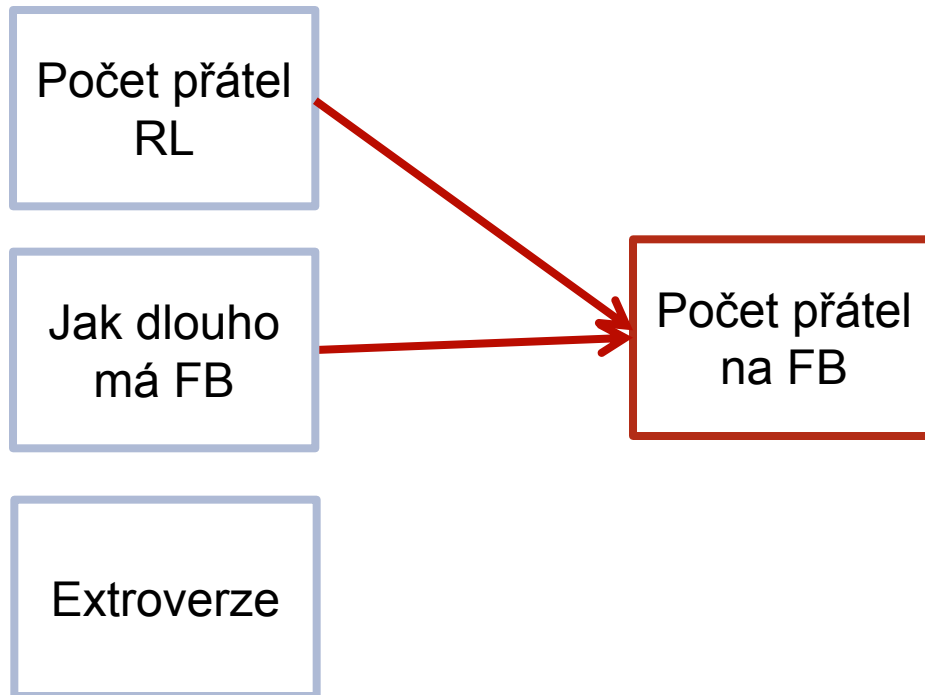 Počet přátel
RL
Jak dlouho
má FB
Počet přátel
na FB
Extroverze